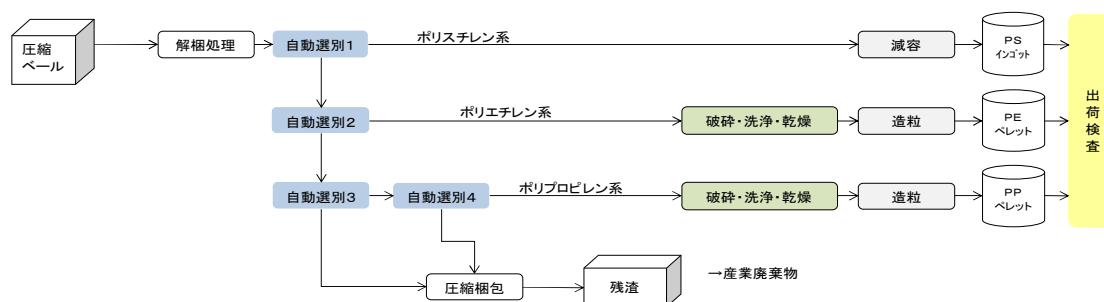 圧縮
ベール
解梱処理
自動選別1
ポリスチレン系
減容
PS
インゴット
自動選別2
ポリエチレン系
破砕・洗浄・乾燥
造粒
PE
ペレット
自動選別3
自動選別4
ポリプロピレン系
破砕・洗浄・乾燥
造粒
PP
ペレット
出荷検査
圧縮梱包
残渣
→産業廃棄物